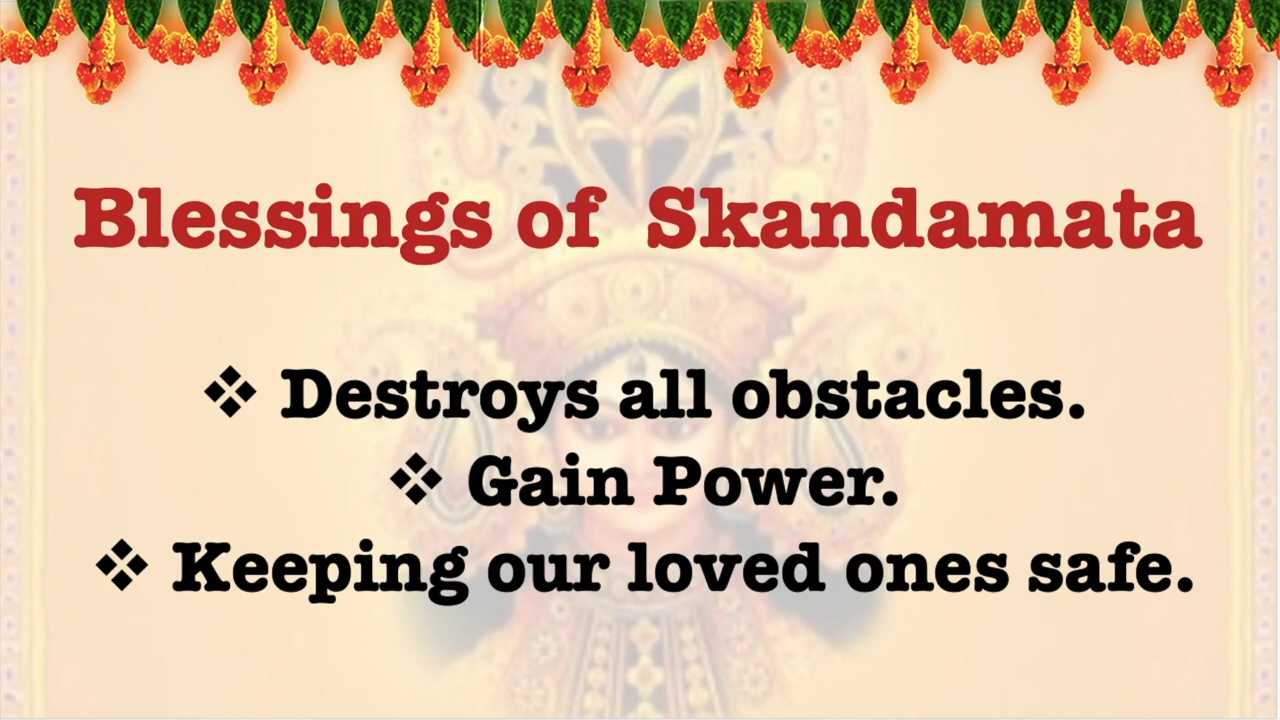 Blessings of Skandamata
❖ Destroys all obstacles.
❖ Gain Power.
❖ Keeping our loved ones safe.